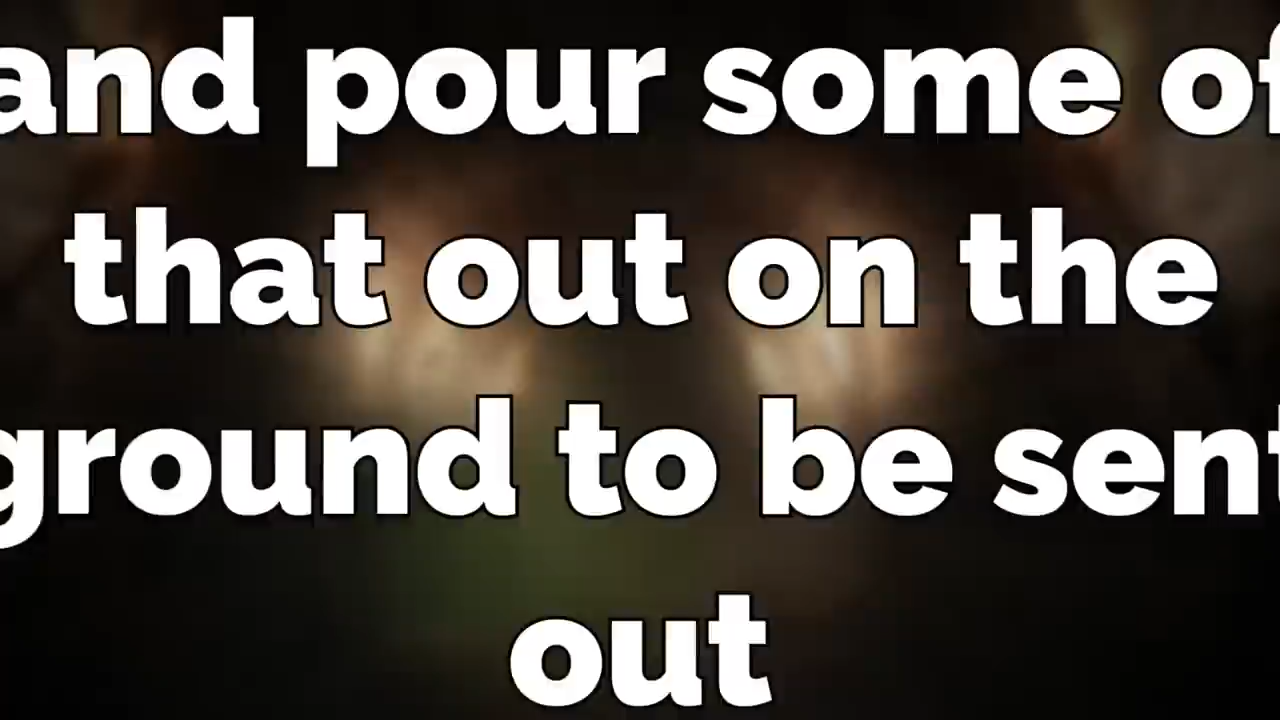 and pour some of
that out on the
ground to be sent
out